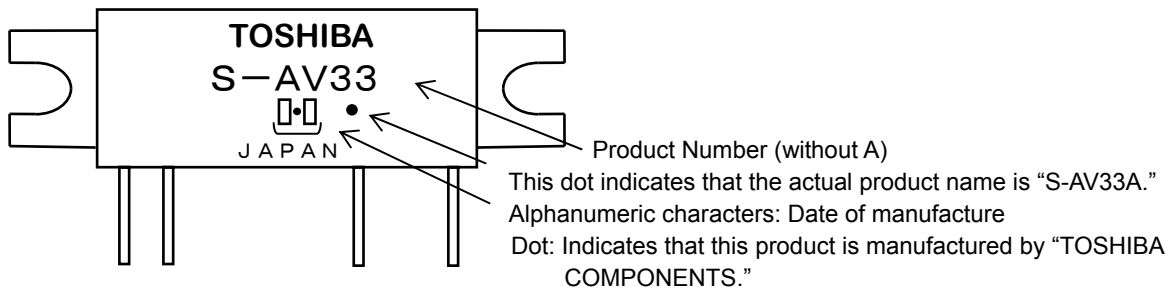 TOSHIBA
S－AV33
JAPAN
Product Number (without A)
This dot indicates that the actual product name is “S-AV33A.”
Alphanumeric characters: Date of manufacture
Dot: Indicates that this product is manufactured by “TOSHIBA
COMPONENTS.”